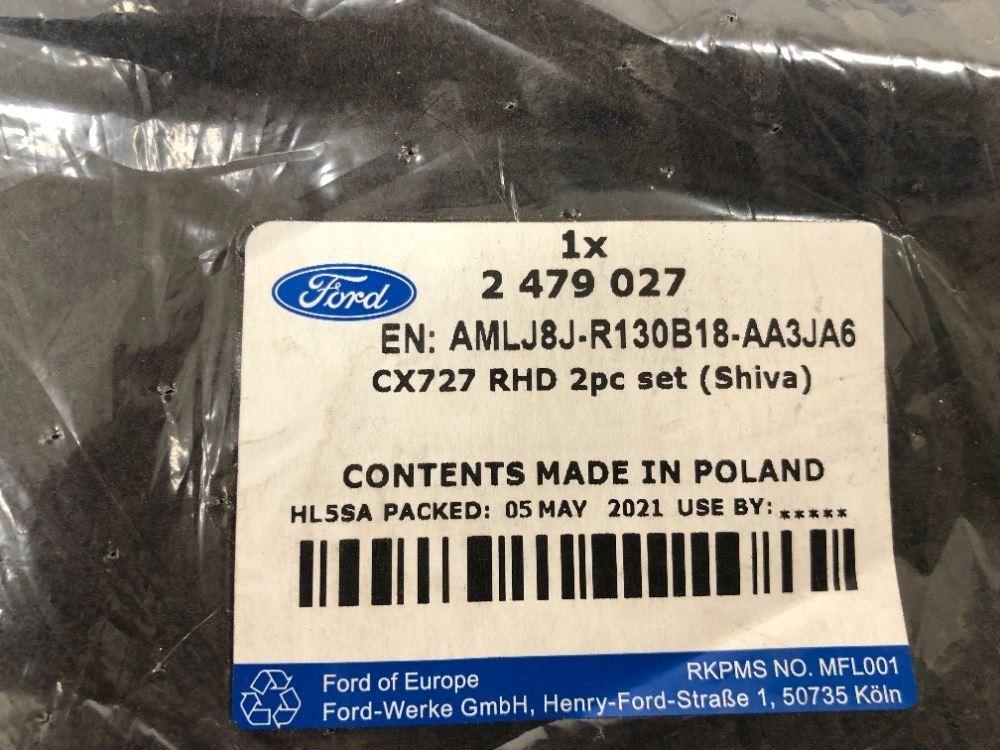 1x
Ford
2 479 027
EN: AMLJ8J-R130B18-AA3JA6
CX727 RHD 2pc set (Shiva)
CONTENTS MADE IN POLAND
HL5SA PACKED: 05 MAY 2021 USE BY: *****
RKPMS NO. MFL001
Ford of Europe
Ford-Werke GmbH, Henry-Ford-Straße 1, 50735 Köln